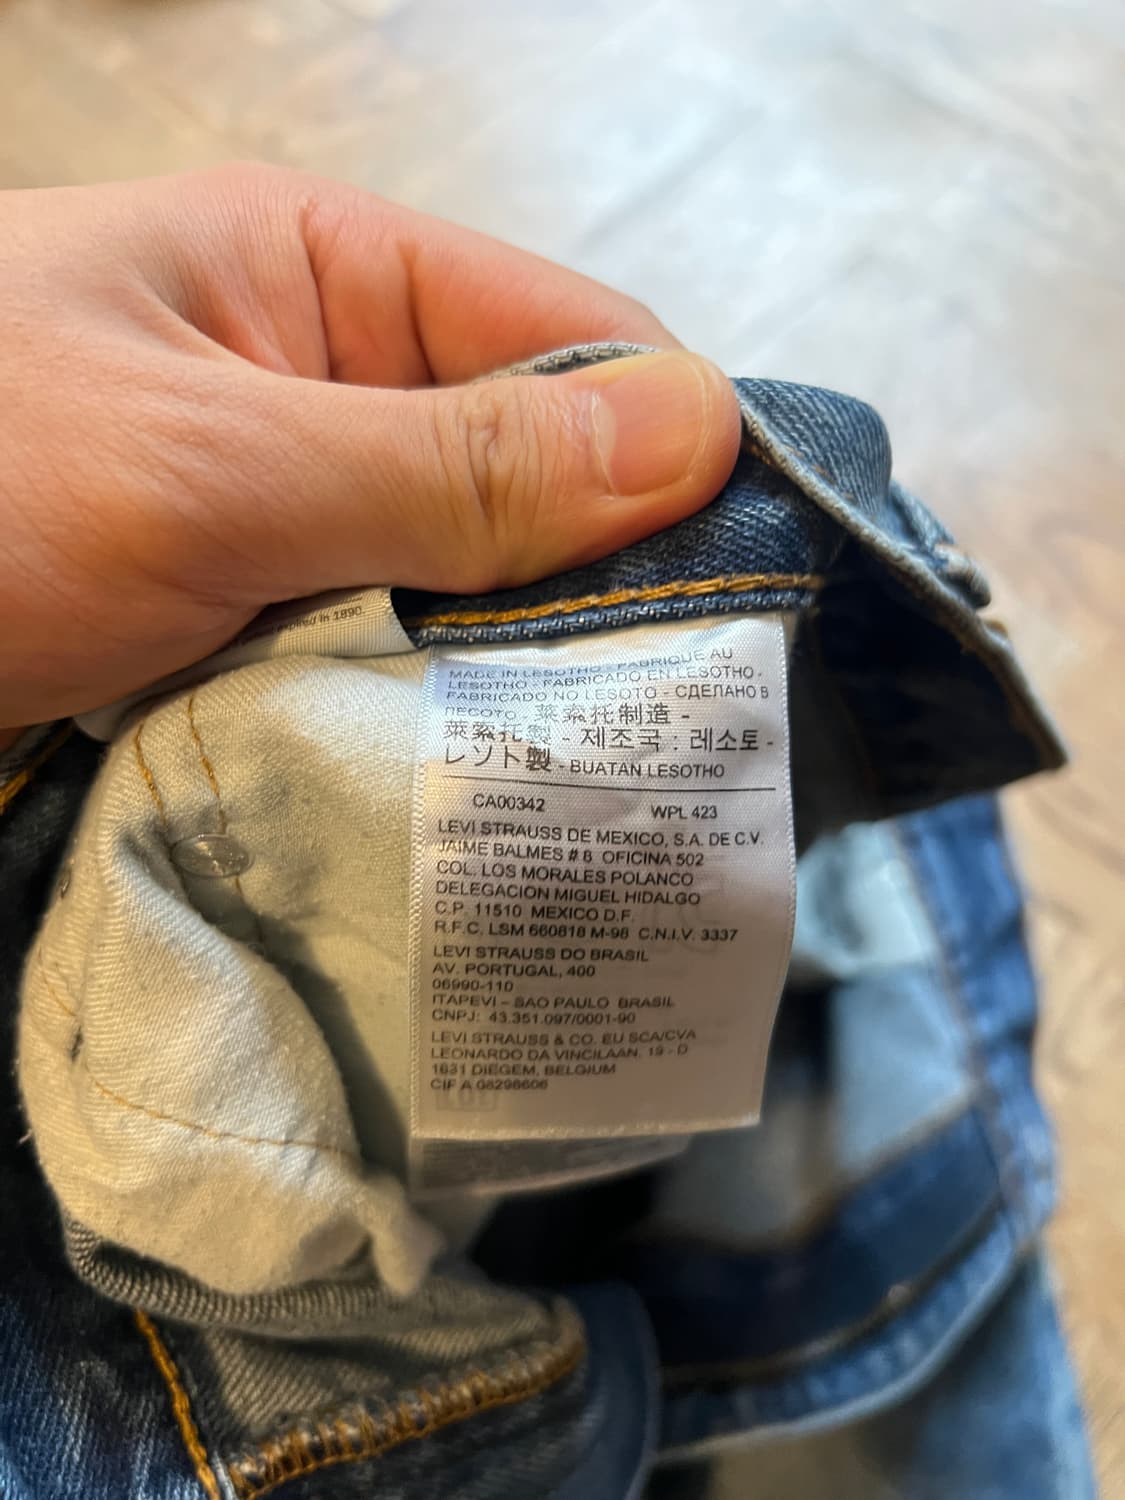 expired in 1890.
MADE IN LESOTHO - FABRIQUE AU
LESOTHO - FABRICADO EN LESOTHO -
FABRICADO NO LESOTO - СДЕЛАНО В
ЛЕСОТО - 莱索托制造 -
萊索托製 - 제조국 : 레소토 -
レソト製 - BUATAN LESOTHO
CA00342 WPL 423
LEVI STRAUSS DE MEXICO, S.A. DE C.V.
JAIME BALMES # 8 OFICINA 502
COL. LOS MORALES POLANCO
DELEGACION MIGUEL HIDALGO
C.P. 11510 MEXICO D.F.
R.F.C. LSM 660818 M-98 C.N.I.V. 3337
LEVI STRAUSS DO BRASIL
AV. PORTUGAL, 400
06990-110
ITAPEVI – SAO PAULO BRASIL
CNPJ: 43.351.097/0001-90
LEVI STRAUSS & CO. EU SCA/CVA
LEONARDO DA VINCILAAN, 19 - D
1831 DIEGEM, BELGIUM
CIF A 08298606